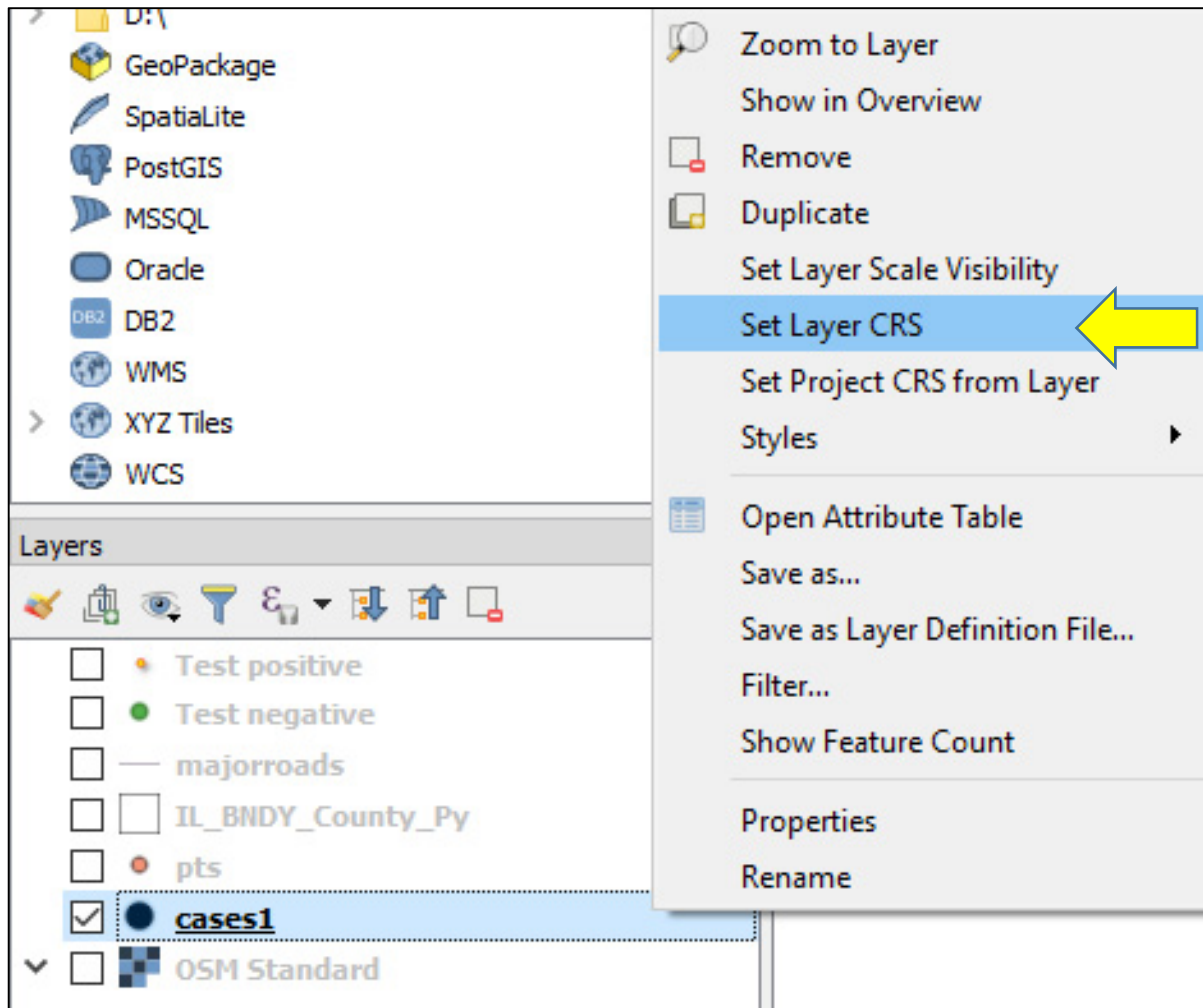 D:\
GeoPackage
SpatiaLite
PostGIS
MSSQL
Oracle
DB2
DB2
WMS
XYZ Tiles
WCS
Layers
ε
Test positive
Test negative
majorroads
IL_BNDY_County_Py
pts
cases1
OSM Standard
Zoom to Layer
Show in Overview
Remove
Duplicate
Set Layer Scale Visibility
Set Layer CRS
Set Project CRS from Layer
Styles
Open Attribute Table
Save as...
Save as Layer Definition File...
Filter...
Show Feature Count
Properties
Rename